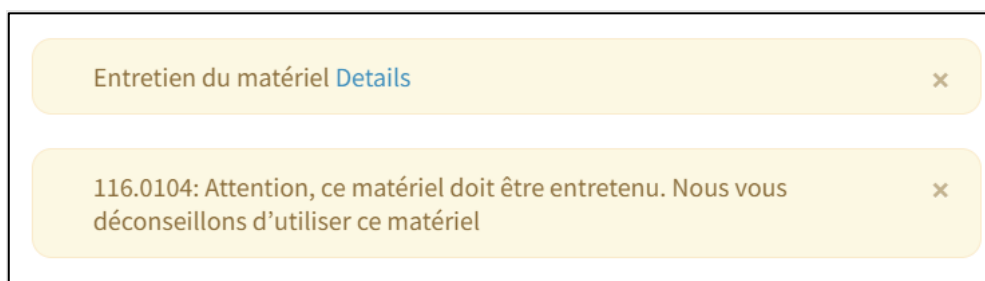 Entretien du matériel Details ×
116.0104: Attention, ce matériel doit être entretenu. Nous vous ×
déconseillons d’utiliser ce matériel